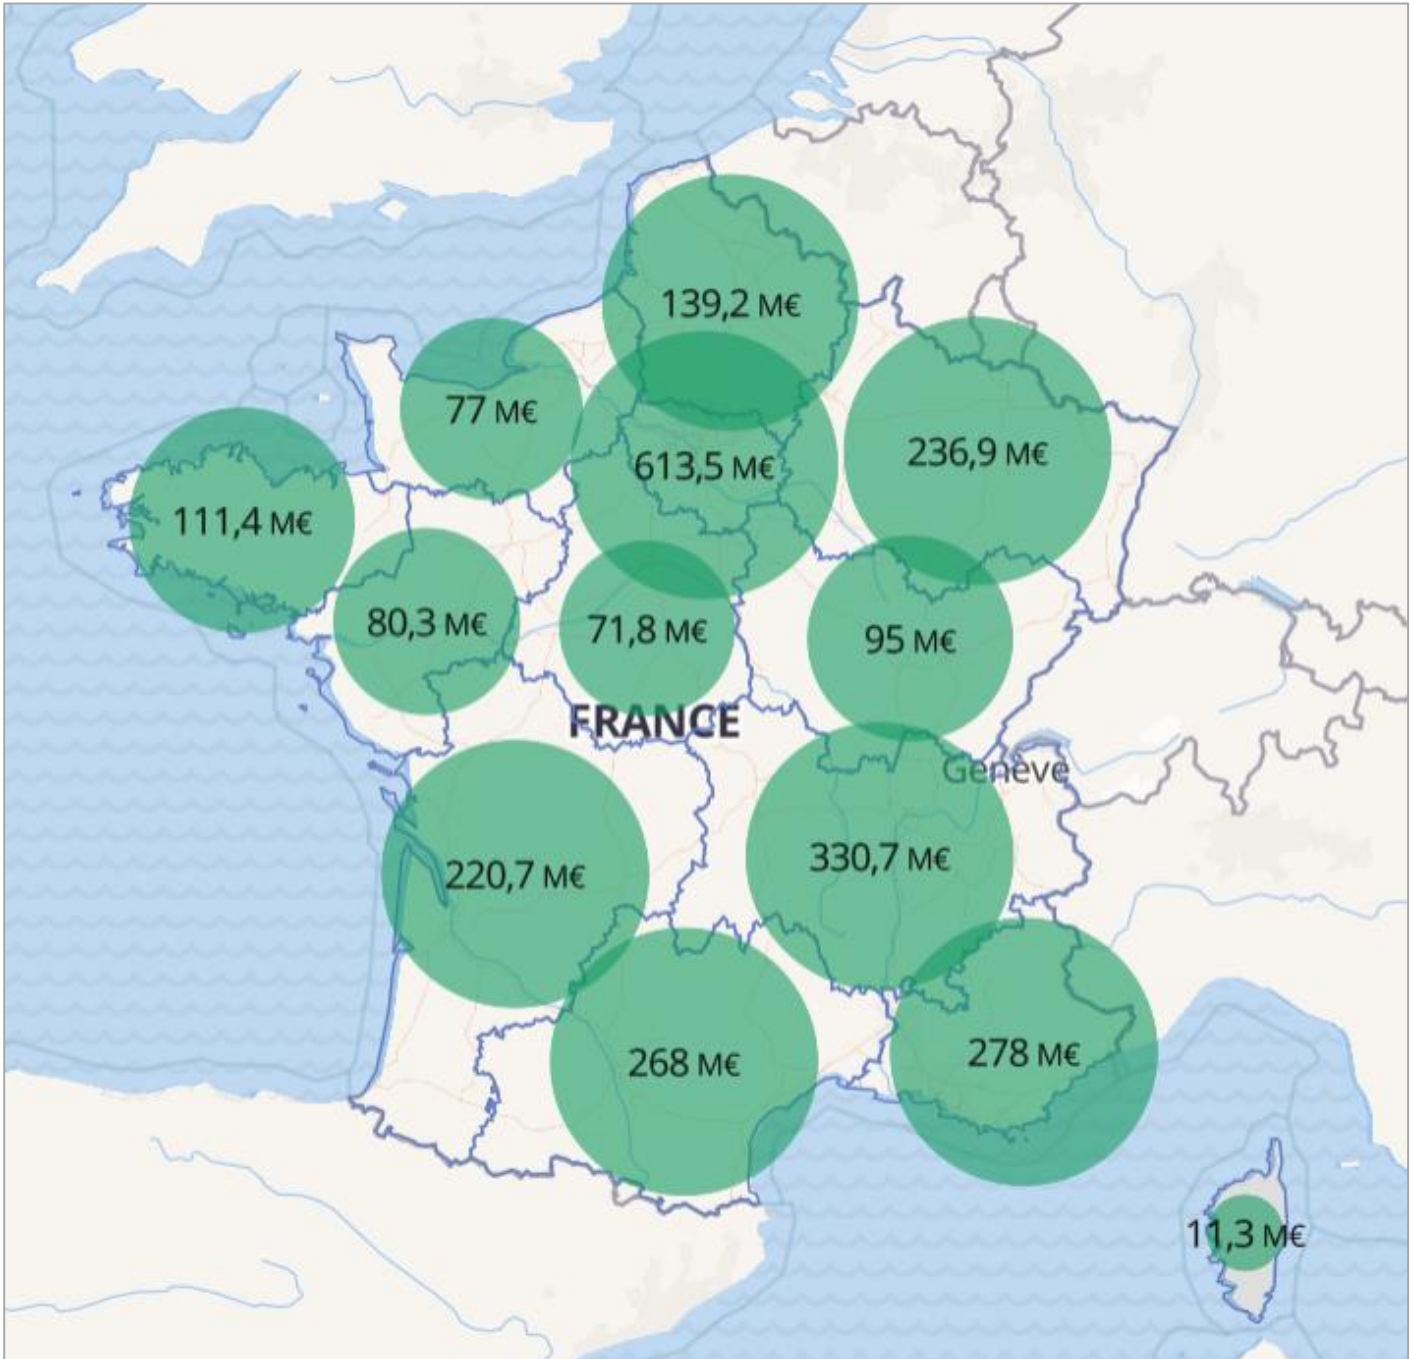 139,2 M€
77 M€
613,5 M€
236,9 M€
111,4 M€
80,3 M€
71,8 M€
95 M€
FRANCE
Genève
220,7 M€
330,7 M€
268 M€
278 M€
11,3 M€